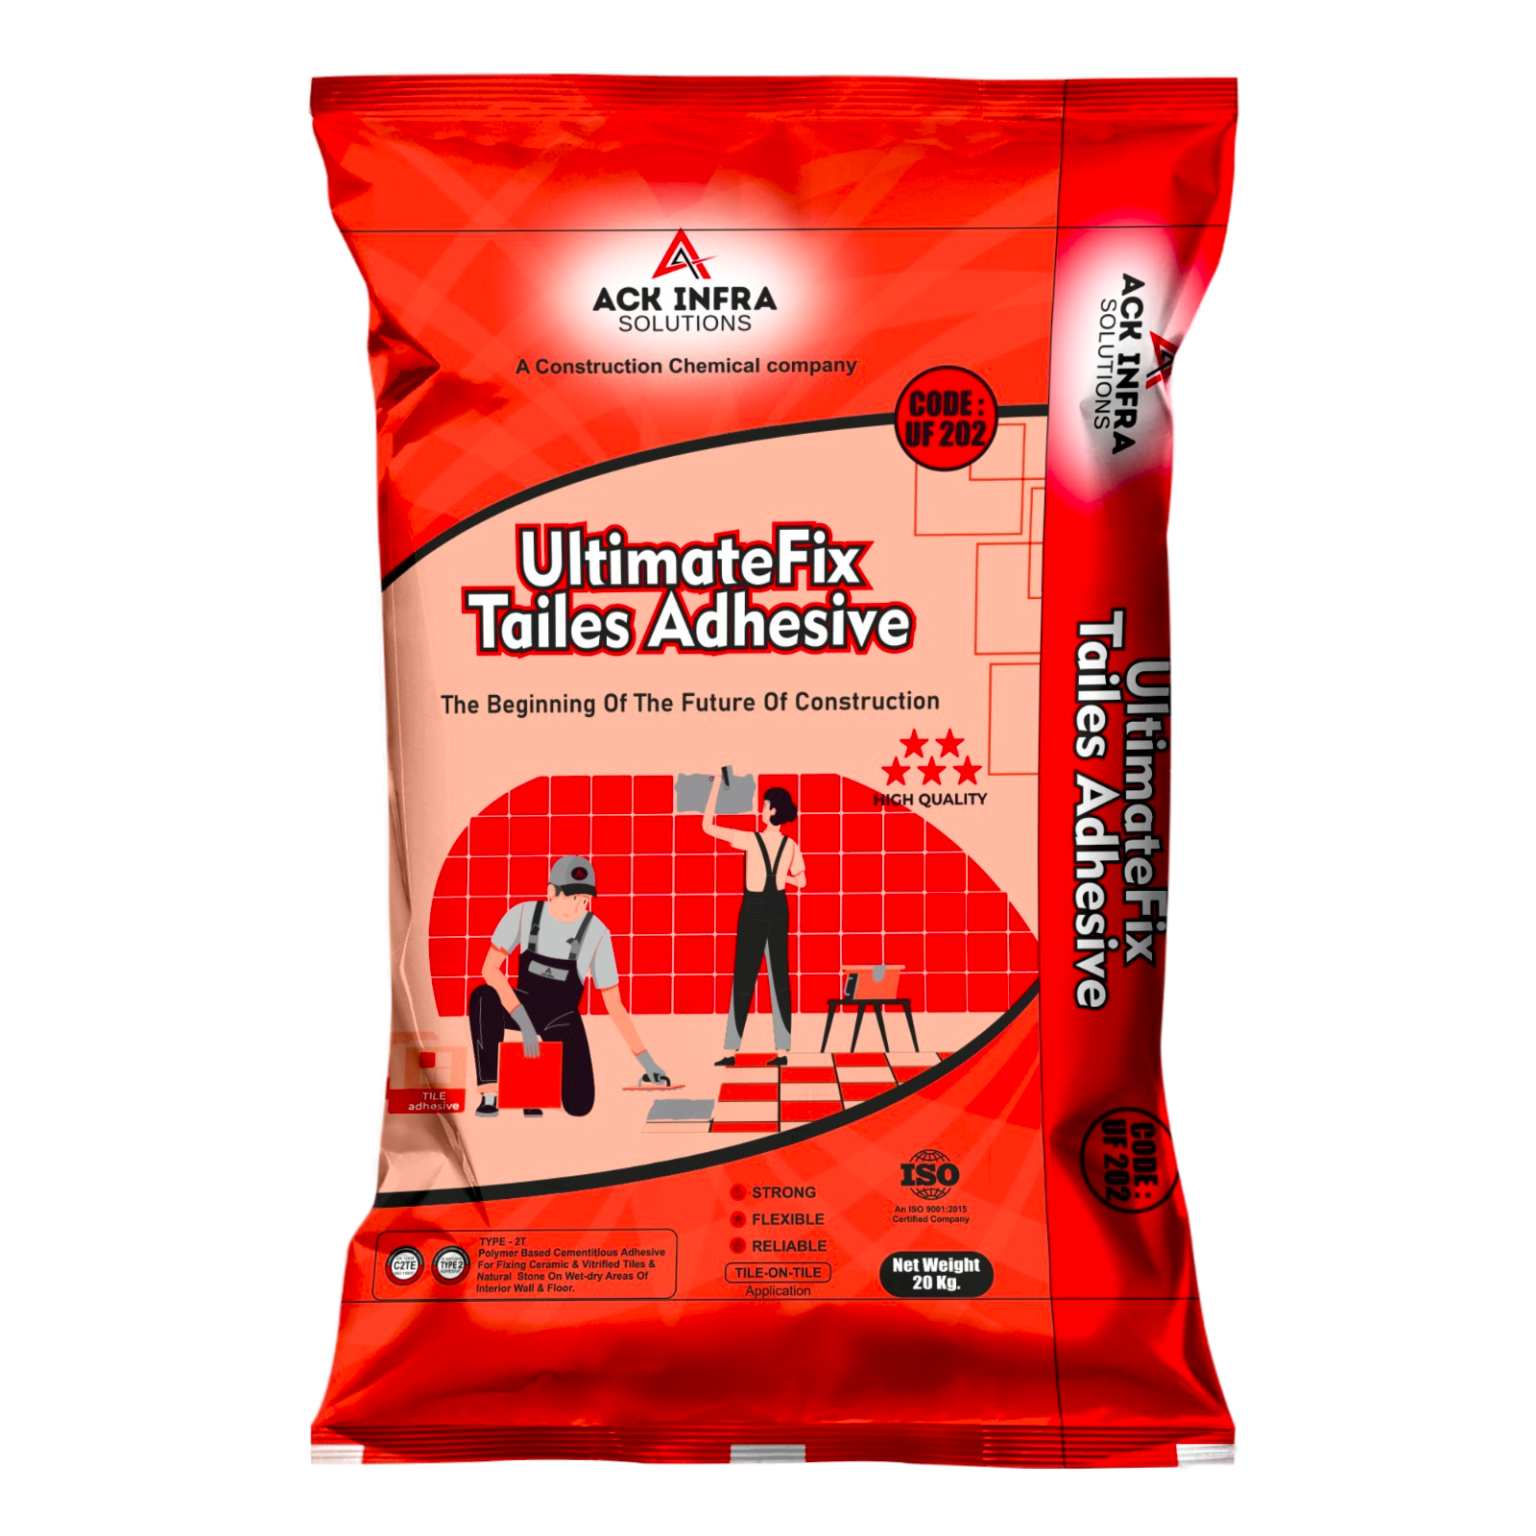 ACK INFRA
SOLUTIONS
A Construction Chemical company
CODE :
UF 202
UltimateFix
Tailes Adhesive
The Beginning Of The Future Of Construction
HIGH QUALITY
TILE
adhesive
STRONG
FLEXIBLE
RELIABLE
TILE-ON-TILE
Application
ISO
An ISO 9001:2015
Certified Company
Net Weight
20 Kg.
C2TE
TYPE 2
TYPE - 2T
Polymer Based Cementitious Adhesive
For Fixing Ceramic & Vitrified Tiles &
Natural Stone On Wet-dry Areas Of
Interior Wall & Floor.
ACK INFRA
SOLUTIONS
UltimateFix
Tailes Adhesive
CODE :
UF 202